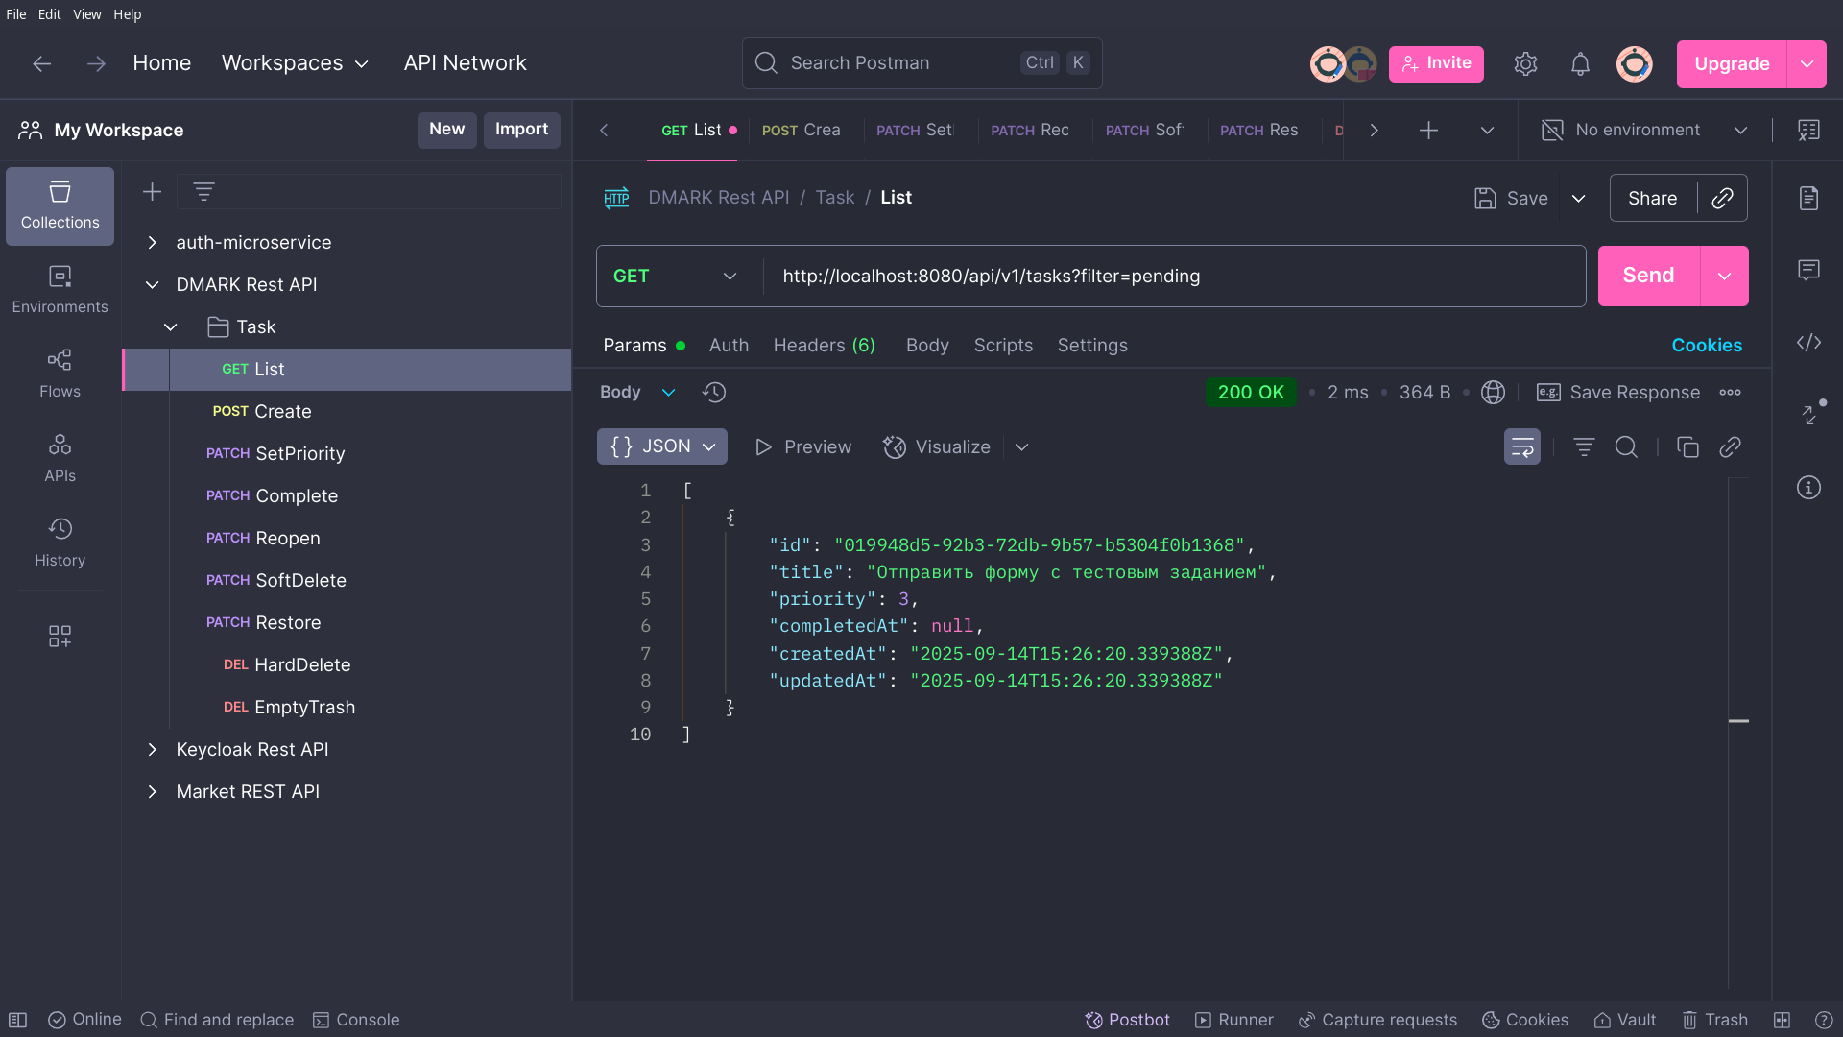 File Edit View Help
Home Workspaces API Network Search Postman Ctrl K Invite Upgrade
My Workspace New Import
GET List POST Crea PATCH Set PATCH Rec PATCH Sof PATCH Res No environment
Collections
Environments
Flows
APIs
History
auth-microservice
DMARK Rest API
Task
GET List
POST Create
PATCH SetPriority
PATCH Complete
PATCH Reopen
PATCH SoftDelete
PATCH Restore
DEL HardDelete
DEL EmptyTrash
Keycloak Rest API
Market REST API
HTTP DMARK Rest API / Task / List Save Share
GET http://localhost:8080/api/v1/tasks?filter=pending Send
Params Auth Headers (6) Body Scripts Settings Cookies
Body 200 OK 2 ms 364 B e.g. Save Response
{} JSON Preview Visualize
1 [
2 {
3 "id": "019948d5-92b3-72db-9b57-b5304f0b1368",
4 "title": "Отправить форму с тестовым заданием",
5 "priority": 3,
6 "completedAt": null,
7 "createdAt": "2025-09-14T15:26:20.339388Z",
8 "updatedAt": "2025-09-14T15:26:20.339388Z"
9 }
10 ]
Online Find and replace Console Postbot Runner Capture requests Cookies Vault Trash